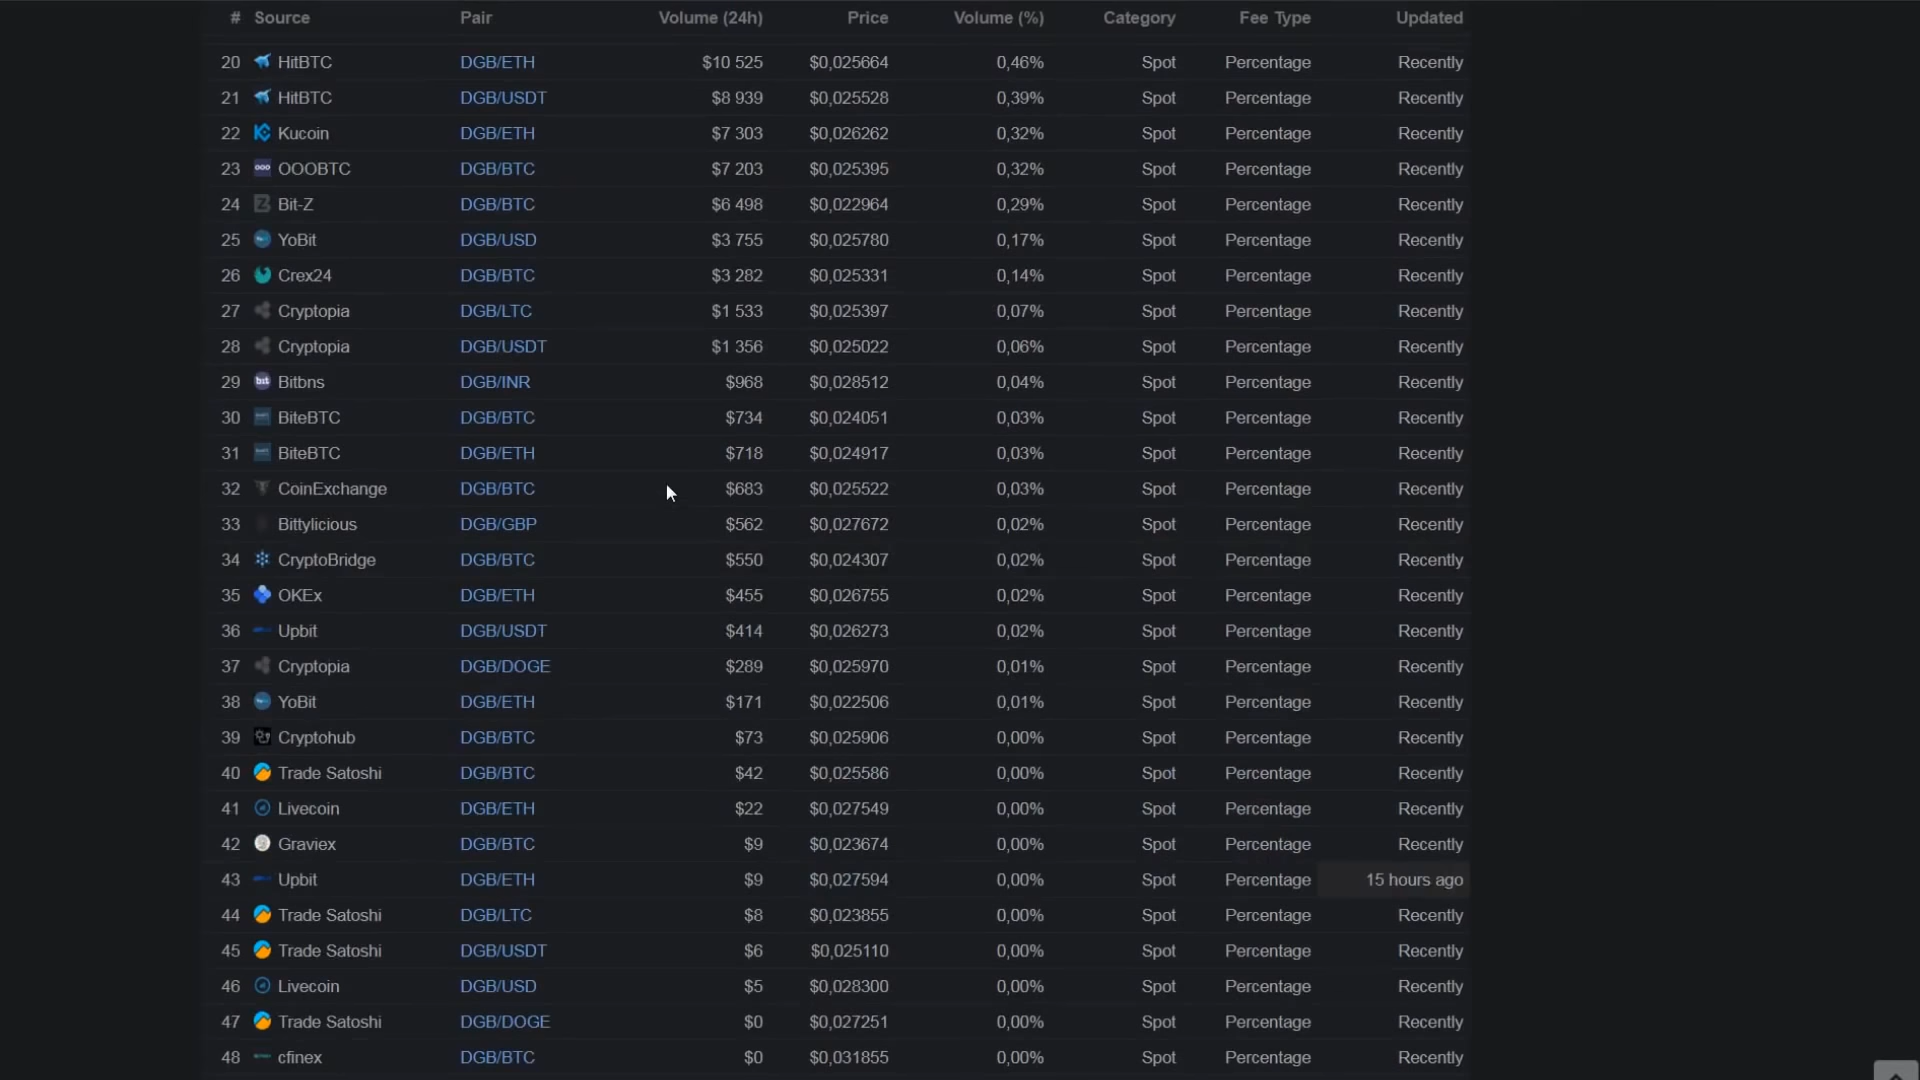 # Source Pair Volume (24h) Price Volume (%) Category Fee Type Updated
20 HitBTC DGB/ETH $10 525 $0,025664 0,46% Spot Percentage Recently
21 HitBTC DGB/USDT $8 939 $0,025528 0,39% Spot Percentage Recently
22 Kucoin DGB/ETH $7 303 $0,026262 0,32% Spot Percentage Recently
23 OOOBTC DGB/BTC $7 203 $0,025395 0,32% Spot Percentage Recently
24 Bit-Z DGB/BTC $6 498 $0,022964 0,29% Spot Percentage Recently
25 YoBit DGB/USD $3 755 $0,025780 0,17% Spot Percentage Recently
26 Crex24 DGB/BTC $3 282 $0,025331 0,14% Spot Percentage Recently
27 Cryptopia DGB/LTC $1 533 $0,025397 0,07% Spot Percentage Recently
28 Cryptopia DGB/USDT $1 356 $0,025022 0,06% Spot Percentage Recently
29 Bitbns DGB/INR $968 $0,028512 0,04% Spot Percentage Recently
30 BiteBTC DGB/BTC $734 $0,024051 0,03% Spot Percentage Recently
31 BiteBTC DGB/ETH $718 $0,024917 0,03% Spot Percentage Recently
32 CoinExchange DGB/BTC $683 $0,025522 0,03% Spot Percentage Recently
33 Bittylicious DGB/GBP $562 $0,027672 0,02% Spot Percentage Recently
34 CryptoBridge DGB/BTC $550 $0,024307 0,02% Spot Percentage Recently
35 OKEx DGB/ETH $455 $0,026755 0,02% Spot Percentage Recently
36 Upbit DGB/USDT $414 $0,026273 0,02% Spot Percentage Recently
37 Cryptopia DGB/DOGE $289 $0,025970 0,01% Spot Percentage Recently
38 YoBit DGB/ETH $171 $0,022506 0,01% Spot Percentage Recently
39 Cryptohub DGB/BTC $73 $0,025906 0,00% Spot Percentage Recently
40 Trade Satoshi DGB/BTC $42 $0,025586 0,00% Spot Percentage Recently
41 Livecoin DGB/ETH $22 $0,027549 0,00% Spot Percentage Recently
42 Graviex DGB/BTC $9 $0,023674 0,00% Spot Percentage Recently
43 Upbit DGB/ETH $9 $0,027594 0,00% Spot Percentage 15 hours ago
44 Trade Satoshi DGB/LTC $8 $0,023855 0,00% Spot Percentage Recently
45 Trade Satoshi DGB/USDT $6 $0,025110 0,00% Spot Percentage Recently
46 Livecoin DGB/USD $5 $0,028300 0,00% Spot Percentage Recently
47 Trade Satoshi DGB/DOGE $0 $0,027251 0,00% Spot Percentage Recently
48 cfinex DGB/BTC $0 $0,031855 0,00% Spot Percentage Recently